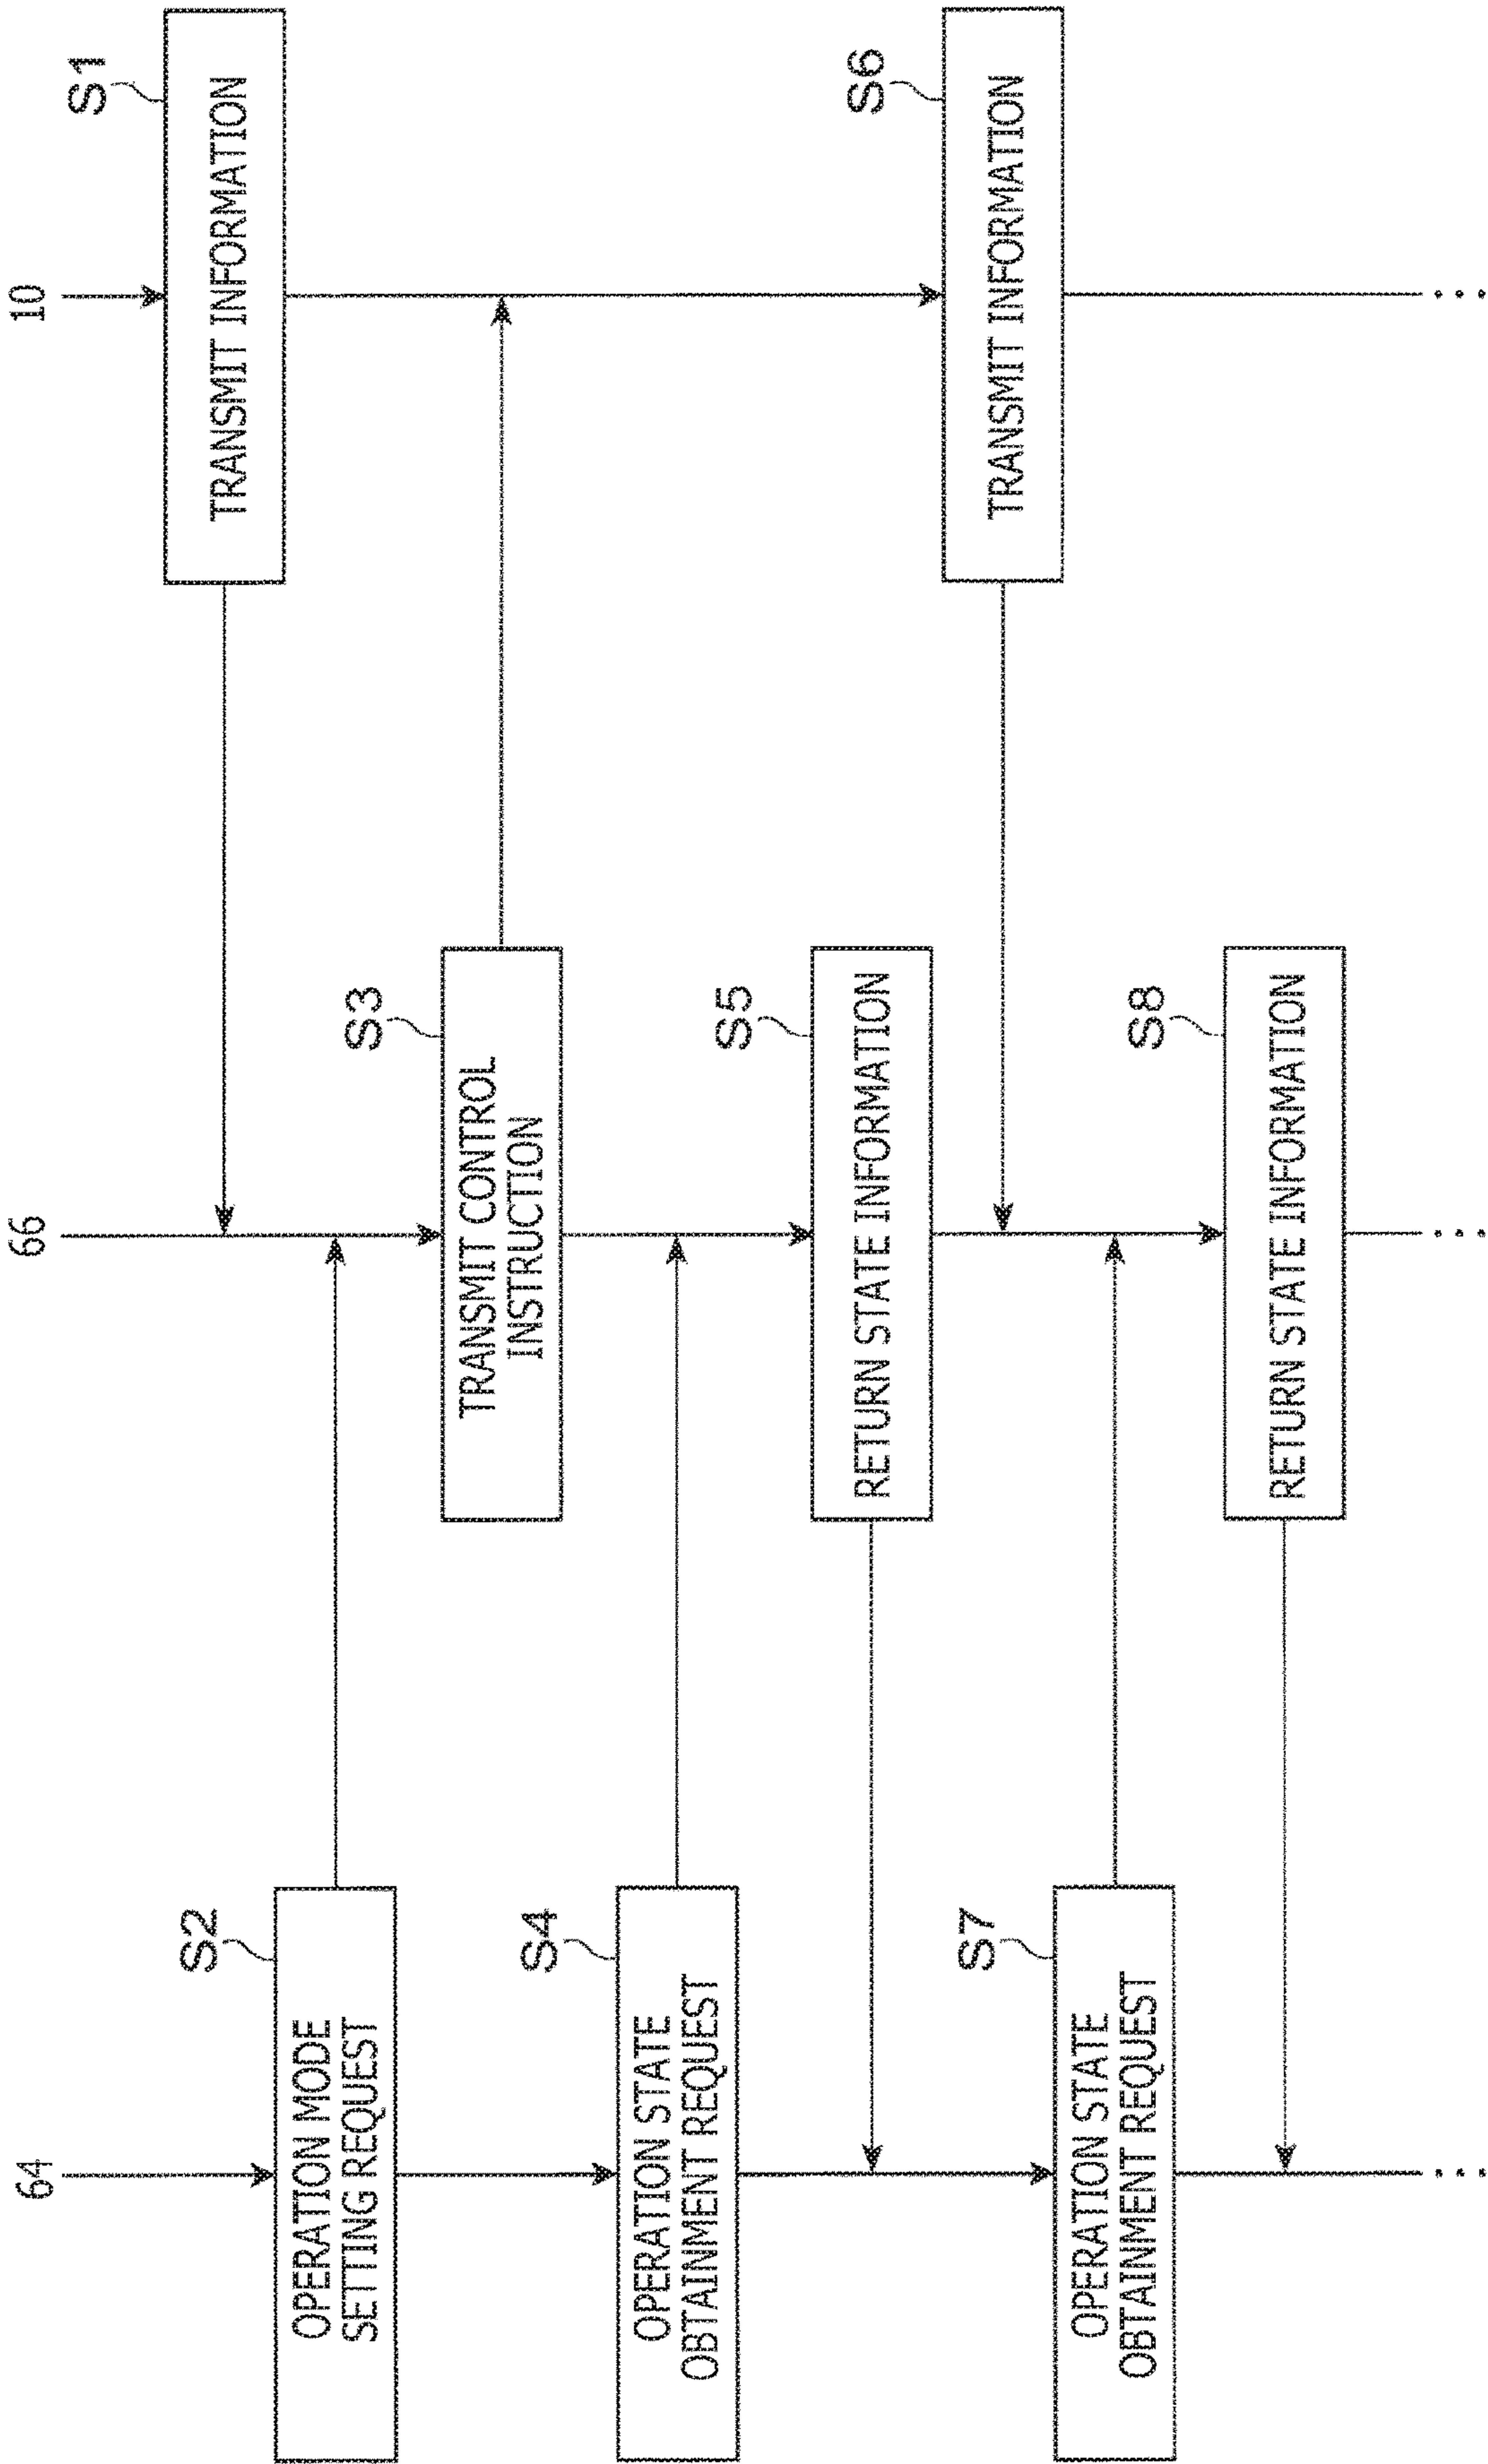 64
66
10
S1
TRANSMIT INFORMATION
S2
OPERATION MODE
SETTING REQUEST
S3
TRANSMIT CONTROL
INSTRUCTION
S4
OPERATION STATE
OBTAINMENT REQUEST
S5
RETURN STATE INFORMATION
S6
TRANSMIT INFORMATION
S7
OPERATION STATE
OBTAINMENT REQUEST
S8
RETURN STATE INFORMATION